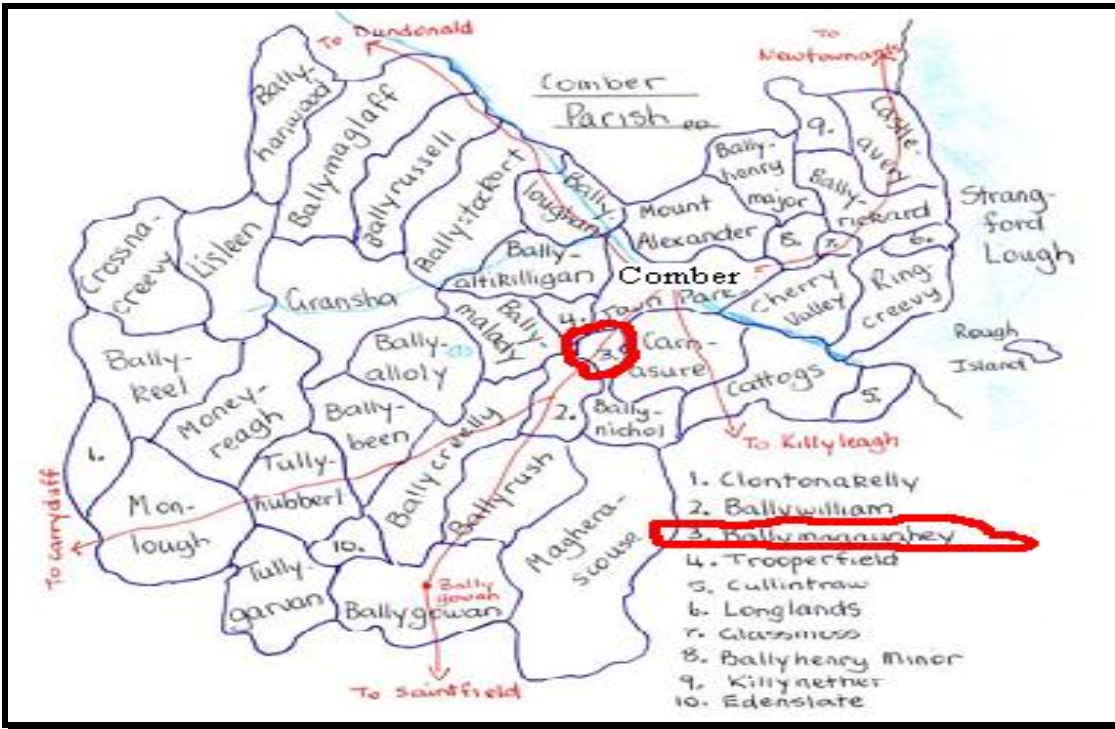 To Dundonald
To
Newtownards
Comber
Parish
Bally-
hanwood
Ballymaglaff
Ballyrussell
Ballystockart
Bally-
loughan
Castle-
avery
9.
Bally-
henry
major
Bally-
rickard
Mount
Alexander
8.
7.
6.
Strang-
ford
Lough
Crossna-
creevy
Lisleen
Gransha
Bally-
altikilligan
Comber
Town Park
Cherry
Valley
Ring-
creevy
4.
Bally-
malady
3.
Carn-
asure
Rough
Island
Bally-
keel
Bally-
alloly
Cattogs
5.
Money-
reagh
Bally-
been
2.
Bally-
nichol
To Killyleagh
1.
Tully-
hubbert
Ballycreelly
Ballyrush
Maghera-
scouse
Mon-
lough
10.
To Carryduff
Tully-
garvan
Bally
gowan
Ballygowan
To Saintfield
1. Clontonakelly
2. Ballywilliam
3. Ballymagaughey
4. Trooperfield
5. Cullintraw
6. Longlands
7. Glassmoss
8. Ballyhenry Minor
9. Killynether
10. Edenslate